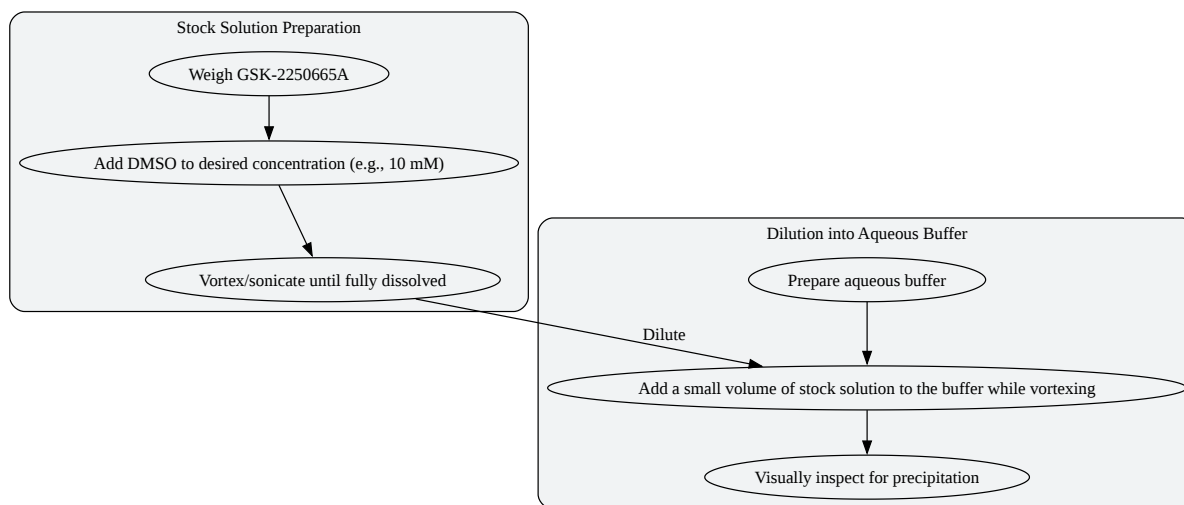 Stock Solution Preparation
Weigh GSK-2250665A
Add DMSO to desired concentration (e.g., 10 mM)
Vortex/sonicate until fully dissolved
Dilution into Aqueous Buffer
Prepare aqueous buffer
Dilute
Add a small volume of stock solution to the buffer while vortexing
Visually inspect for precipitation